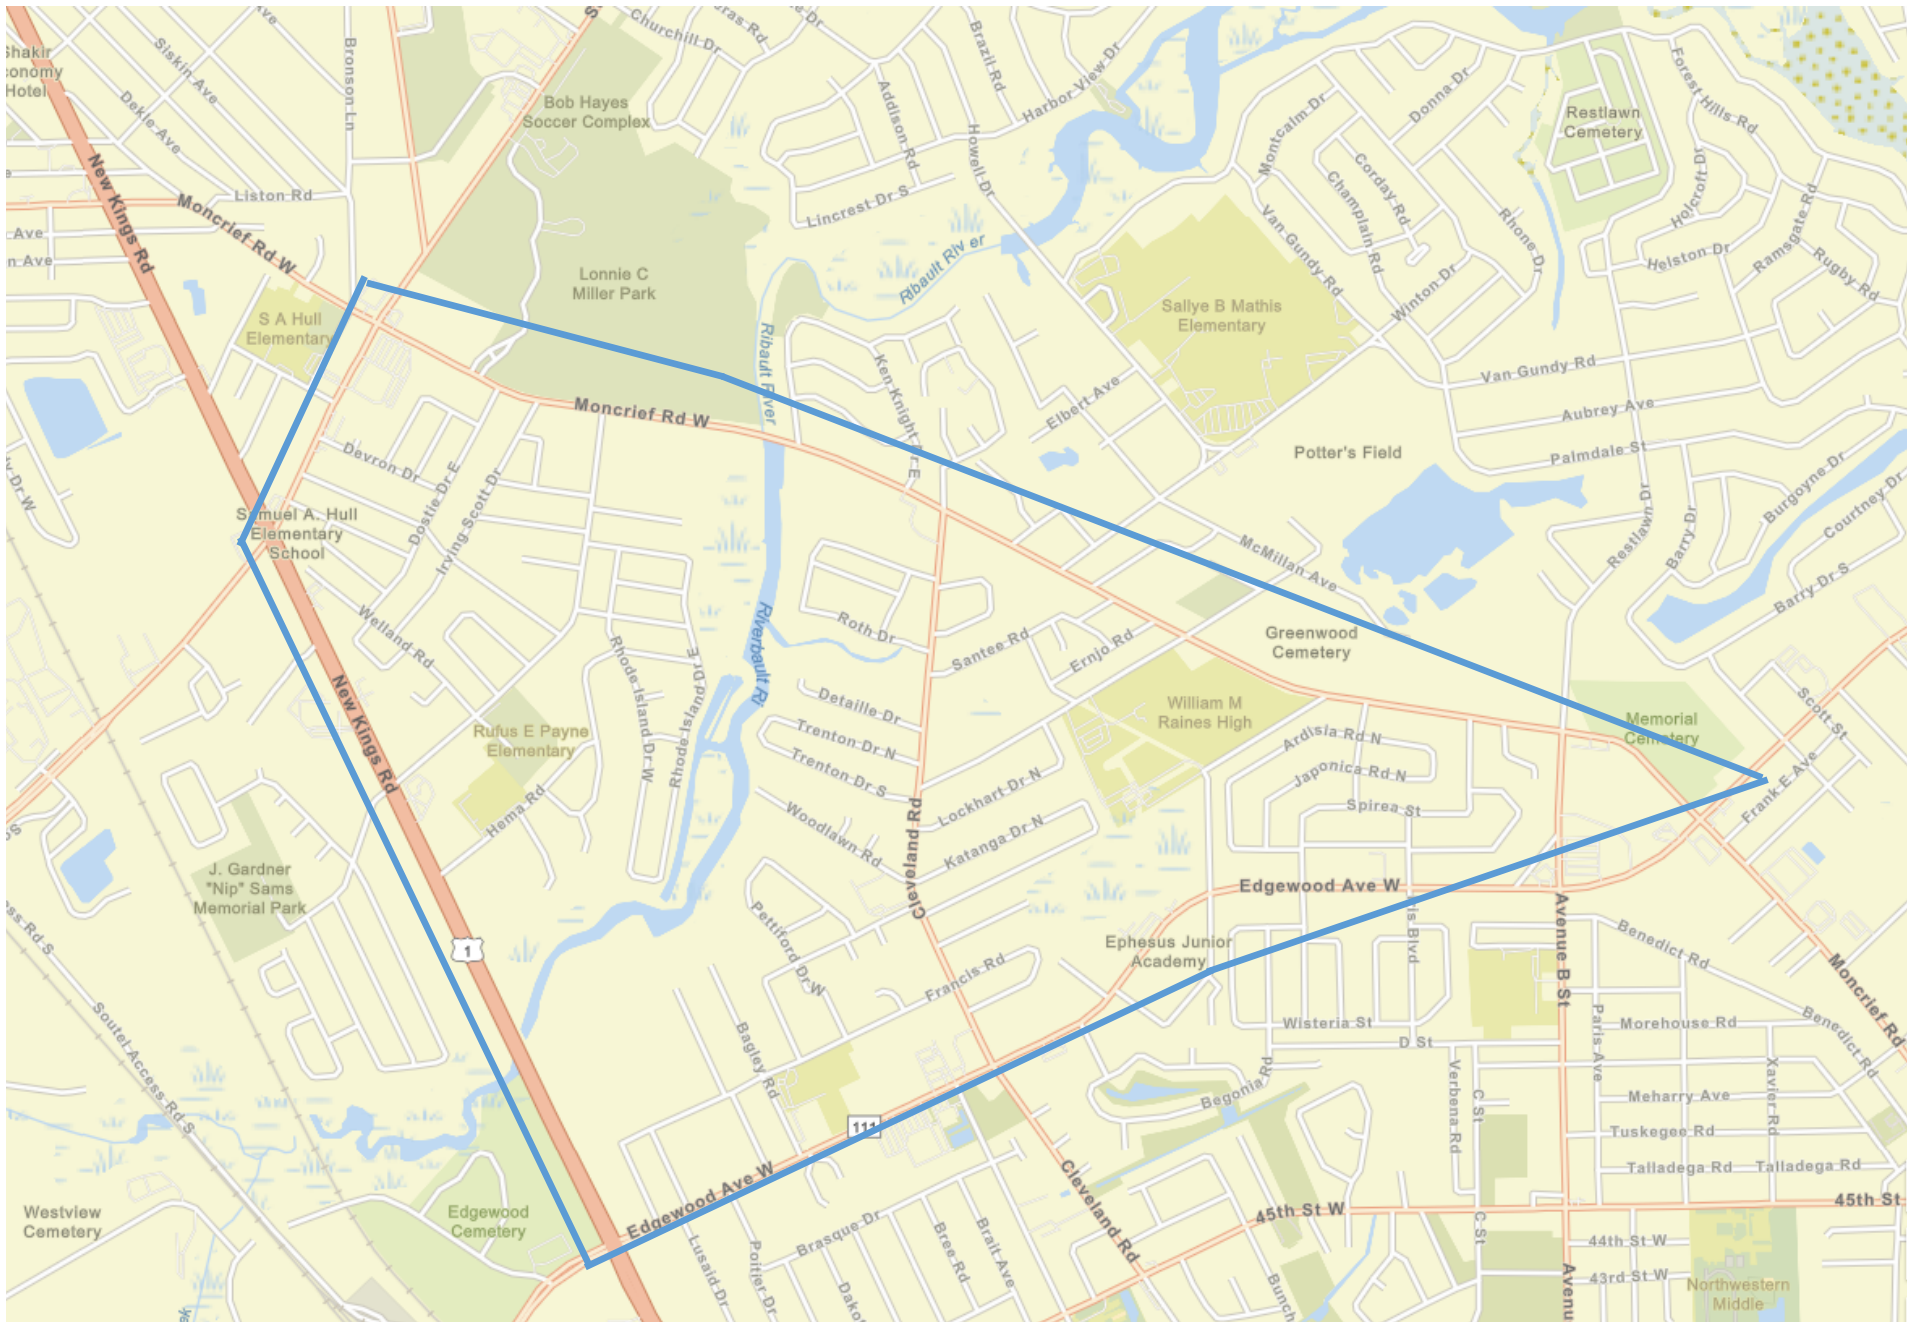 Shakir
conomy
Hotel
Siskin Ave
Dekle Ave
Bronson Ln
Churchill Dr
Bob Hayes
Soccer Complex
Addison Rd
Brazil Rd
Harbor View Dr
Howell Dr
Montcalm Dr
Donna Dr
Forest Hills Rd
Restlawn
Cemetery
Corday Rd
Champlain Rd
Rhone Dr
Holcroft Dr
Ramsgate Rd
Rugby Rd
Helston Dr
Liston Rd
Moncrief Rd W
New Kings Rd
Ave
n Ave
Lincrest Dr S
Ribault Riv er
Van Gundy Rd
Winton Dr
Lonnie C
Miller Park
Sallye B Mathis
Elementary
S A Hull
Elementary
Ribault River
Ken Knight Dr E
Elbert Ave
Van Gundy Rd
Aubrey Ave
Palmdale St
Potter's Field
Moncrief Rd W
Devron Dr
Dostie Dr E
Irving Scott Dr
dy Dr W
Samuel A. Hull
Elementary
School
McMillan Ave
Restlawn Dr
Barry Dr
Burgoyne Dr
Courtney Dr
Barry Dr S
Welland Rd
Rhode Island Dr W
Rhode Island Dr E
Riverbault Ri
Roth Dr
Santee Rd
Ernjo Rd
Greenwood
Cemetery
William M
Raines High
Detaille Dr
Trenton Dr N
Trenton Dr S
New Kings Rd
Rufus E Payne
Elementary
Hema Rd
Woodlawn Rd
Cleveland Rd
Lockhart Dr N
Katanga Dr N
Ardisia Rd N
Japonica Rd N
Spirea St
Memorial
Cemetery
Scott St
Frank E Ave
J. Gardner
"Nip" Sams
Memorial Park
Edgewood Ave W
Iris Blvd
Avenue B St
Benedict Rd
Moncrief Rd
Ephesus Junior
Academy
1
Pettiford Dr W
Francis Rd
ess Rd S
Soutel Access Rd S
Bagley Rd
Wisteria St
D St
Begonia Rd
Verbena Rd
C St
Paris Ave
Morehouse Rd
Xavier Rd
Benedict Rd
Meharry Ave
Tuskegee Rd
Talladega Rd
Talladega Rd
111
Edgewood Ave W
Cleveland Rd
45th St W
45th St
Westview
Cemetery
Edgewood
Cemetery
Lusaid Dr
Poitier Dr
Brasque Dr
Bree Rd
Brait Ave
Dako
Bunch
C St
Avenu
44th St W
43rd St W
Northwestern
Middle
eek